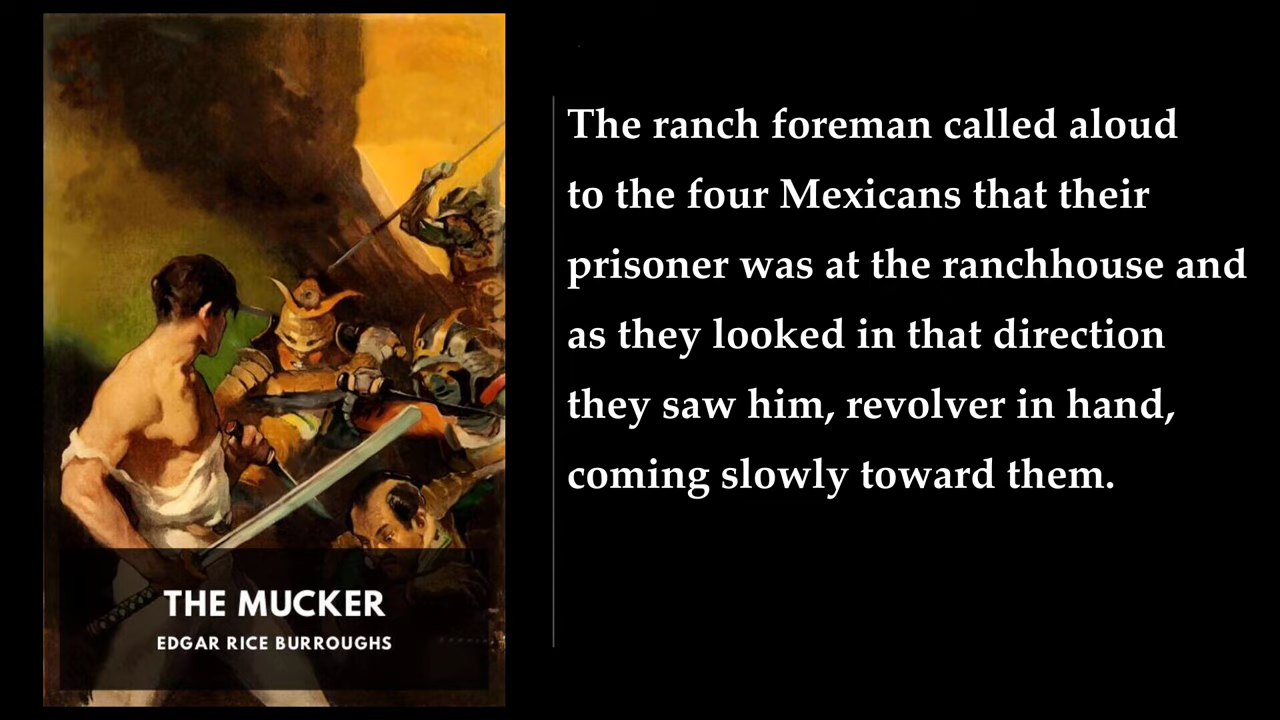 The ranch foreman called aloud
to the four Mexicans that their
prisoner was at the ranchhouse and
as they looked in that direction
they saw him, revolver in hand,
coming slowly toward them.
THE MUCKER
EDGAR RICE BURROUGHS